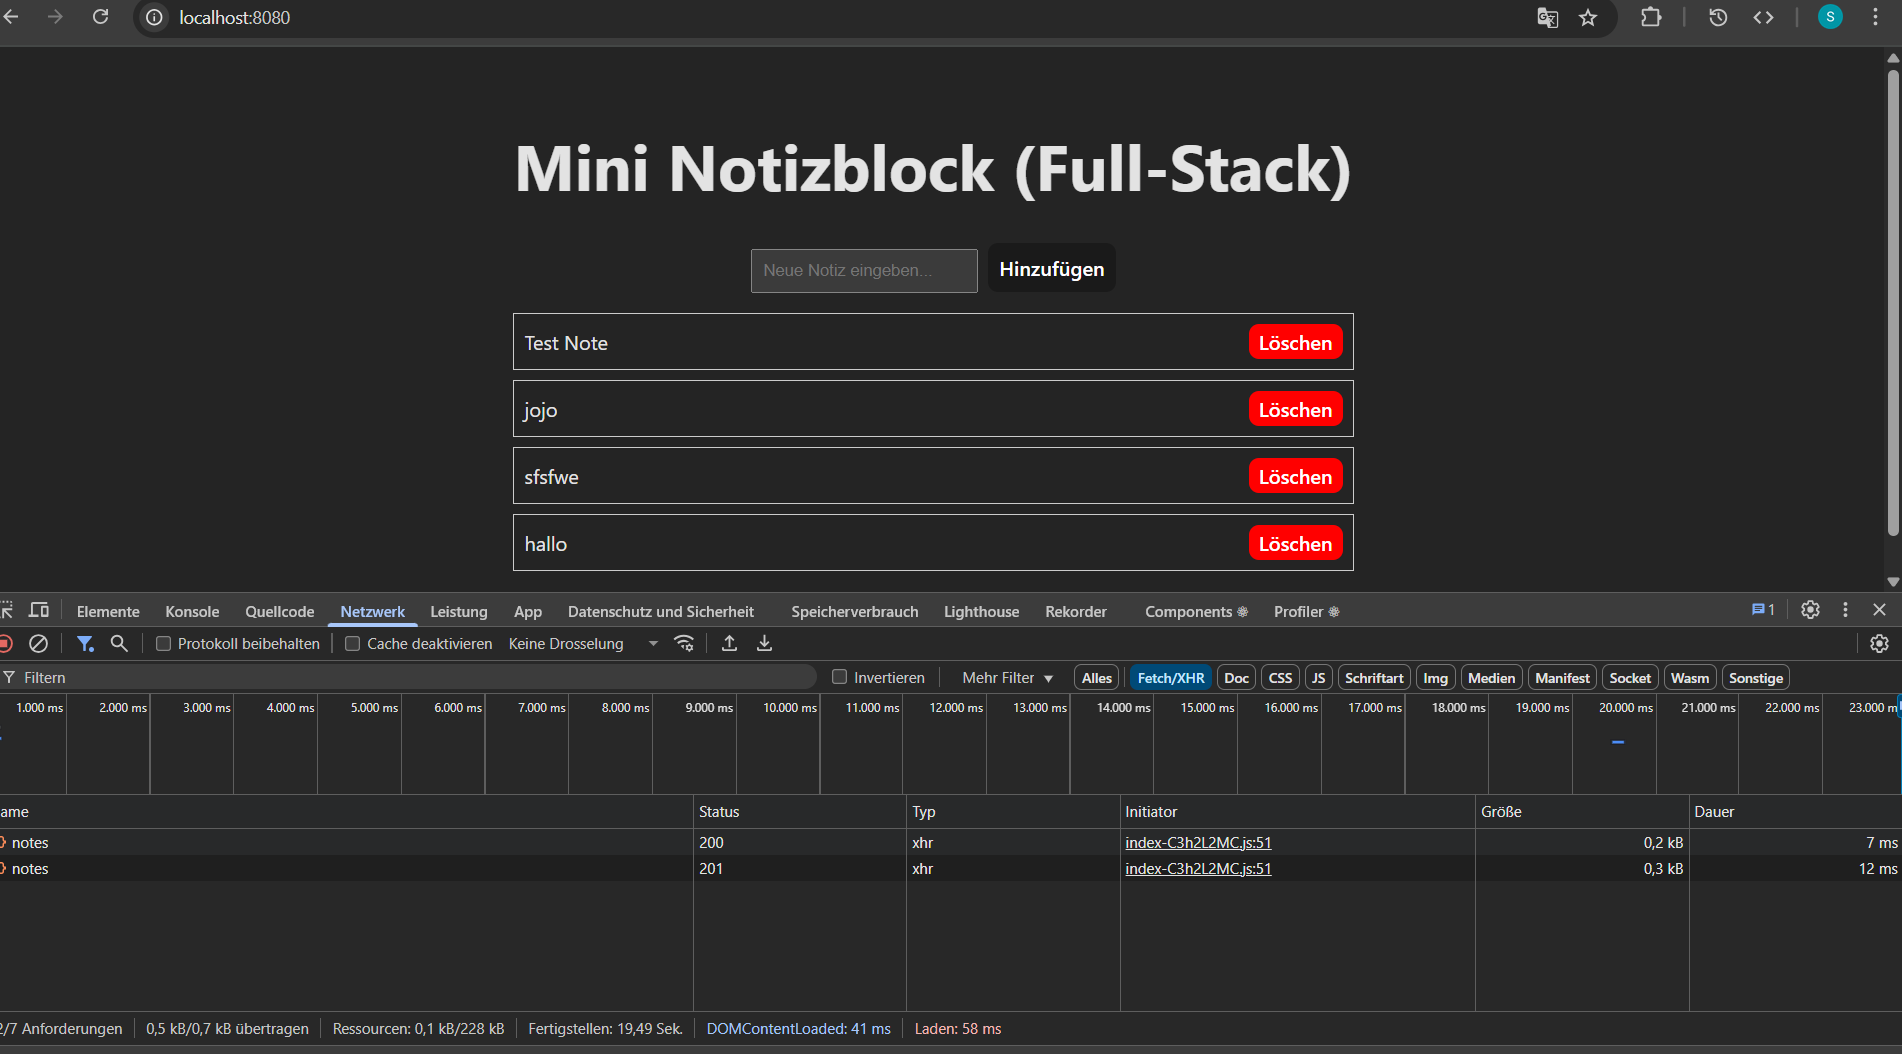 localhost:8080
S
Mini Notizblock (Full-Stack)
Neue Notiz eingeben... Hinzufügen
Test Note Löschen
jojo Löschen
sfsfwe Löschen
hallo Löschen
Elemente Konsole Quellcode Netzwerk Leistung App Datenschutz und Sicherheit Speicherverbrauch Lighthouse Rekorder Components Profiler 1
Protokoll beibehalten Cache deaktivieren Keine Drosselung
Filtern Invertieren Mehr Filter Alles Fetch/XHR Doc CSS JS Schriftart Img Medien Manifest Socket Wasm Sonstige
1.000 ms 2.000 ms 3.000 ms 4.000 ms 5.000 ms 6.000 ms 7.000 ms 8.000 ms 9.000 ms 10.000 ms 11.000 ms 12.000 ms 13.000 ms 14.000 ms 15.000 ms 16.000 ms 17.000 ms 18.000 ms 19.000 ms 20.000 ms 21.000 ms 22.000 ms 23.000 m
ame Status Typ Initiator Größe Dauer
notes 200 xhr index-C3h2L2MC.js:51 0,2 kB 7 ms
notes 201 xhr index-C3h2L2MC.js:51 0,3 kB 12 ms
2/7 Anforderungen 0,5 kB/0,7 kB übertragen Ressourcen: 0,1 kB/228 kB Fertigstellen: 19,49 Sek. DOMContentLoaded: 41 ms Laden: 58 ms